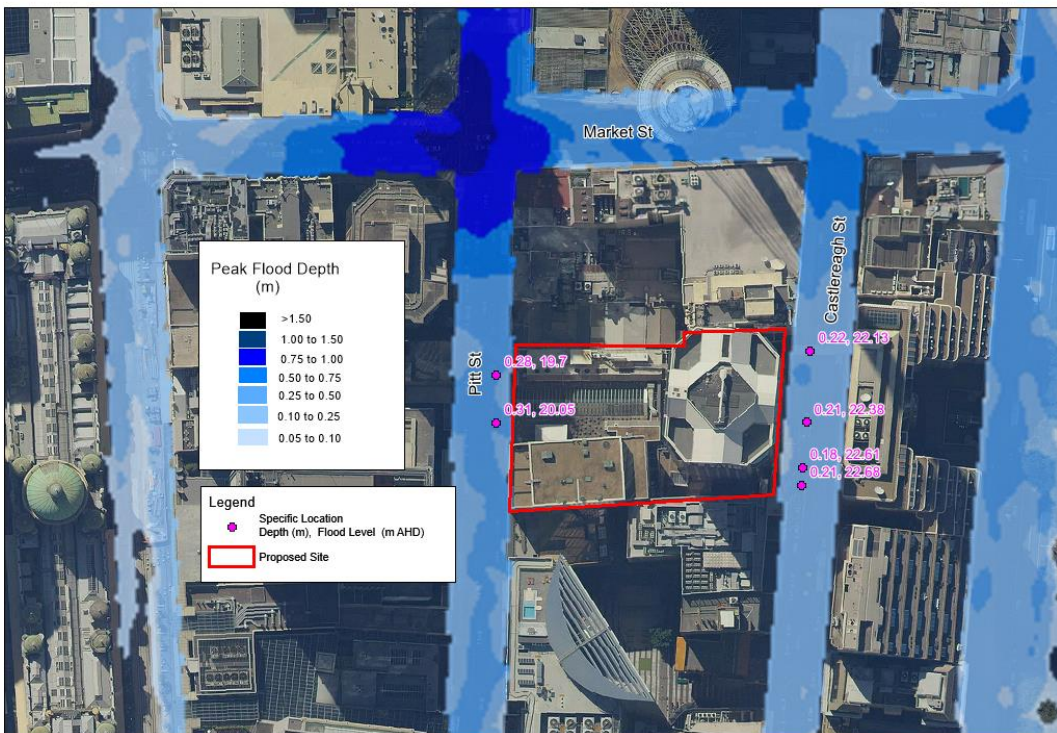 Market St
Castlereagh St
Pitt St
Peak Flood Depth
(m)
>1.50
1.00 to 1.50
0.75 to 1.00
0.50 to 0.75
0.25 to 0.50
0.10 to 0.25
0.05 to 0.10
0.28, 19.7
0.31, 20.05
0.22, 22.13
0.21, 22.38
0.18, 22.61
0.21, 22.68
Legend
Specific Location
Depth (m), Flood Level (m AHD)
Proposed Site